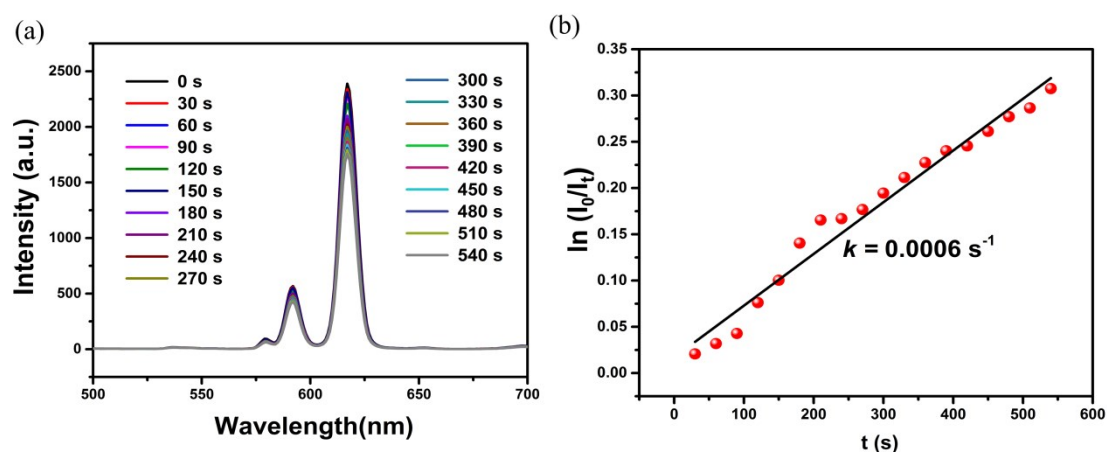 (a)
2500
2000
1500
1000
500
0
Intensity (a.u.)
0 s
30 s
60 s
90 s
120 s
150 s
180 s
210 s
240 s
270 s
300 s
330 s
360 s
390 s
420 s
450 s
480 s
510 s
540 s
500 550 600 650 700
Wavelength(nm)
(b)
0.35
0.30
0.25
0.20
0.15
0.10
0.05
0.00
ln (I₀/Iₜ)
k = 0.0006 s⁻¹
0 100 200 300 400 500 600
t (s)